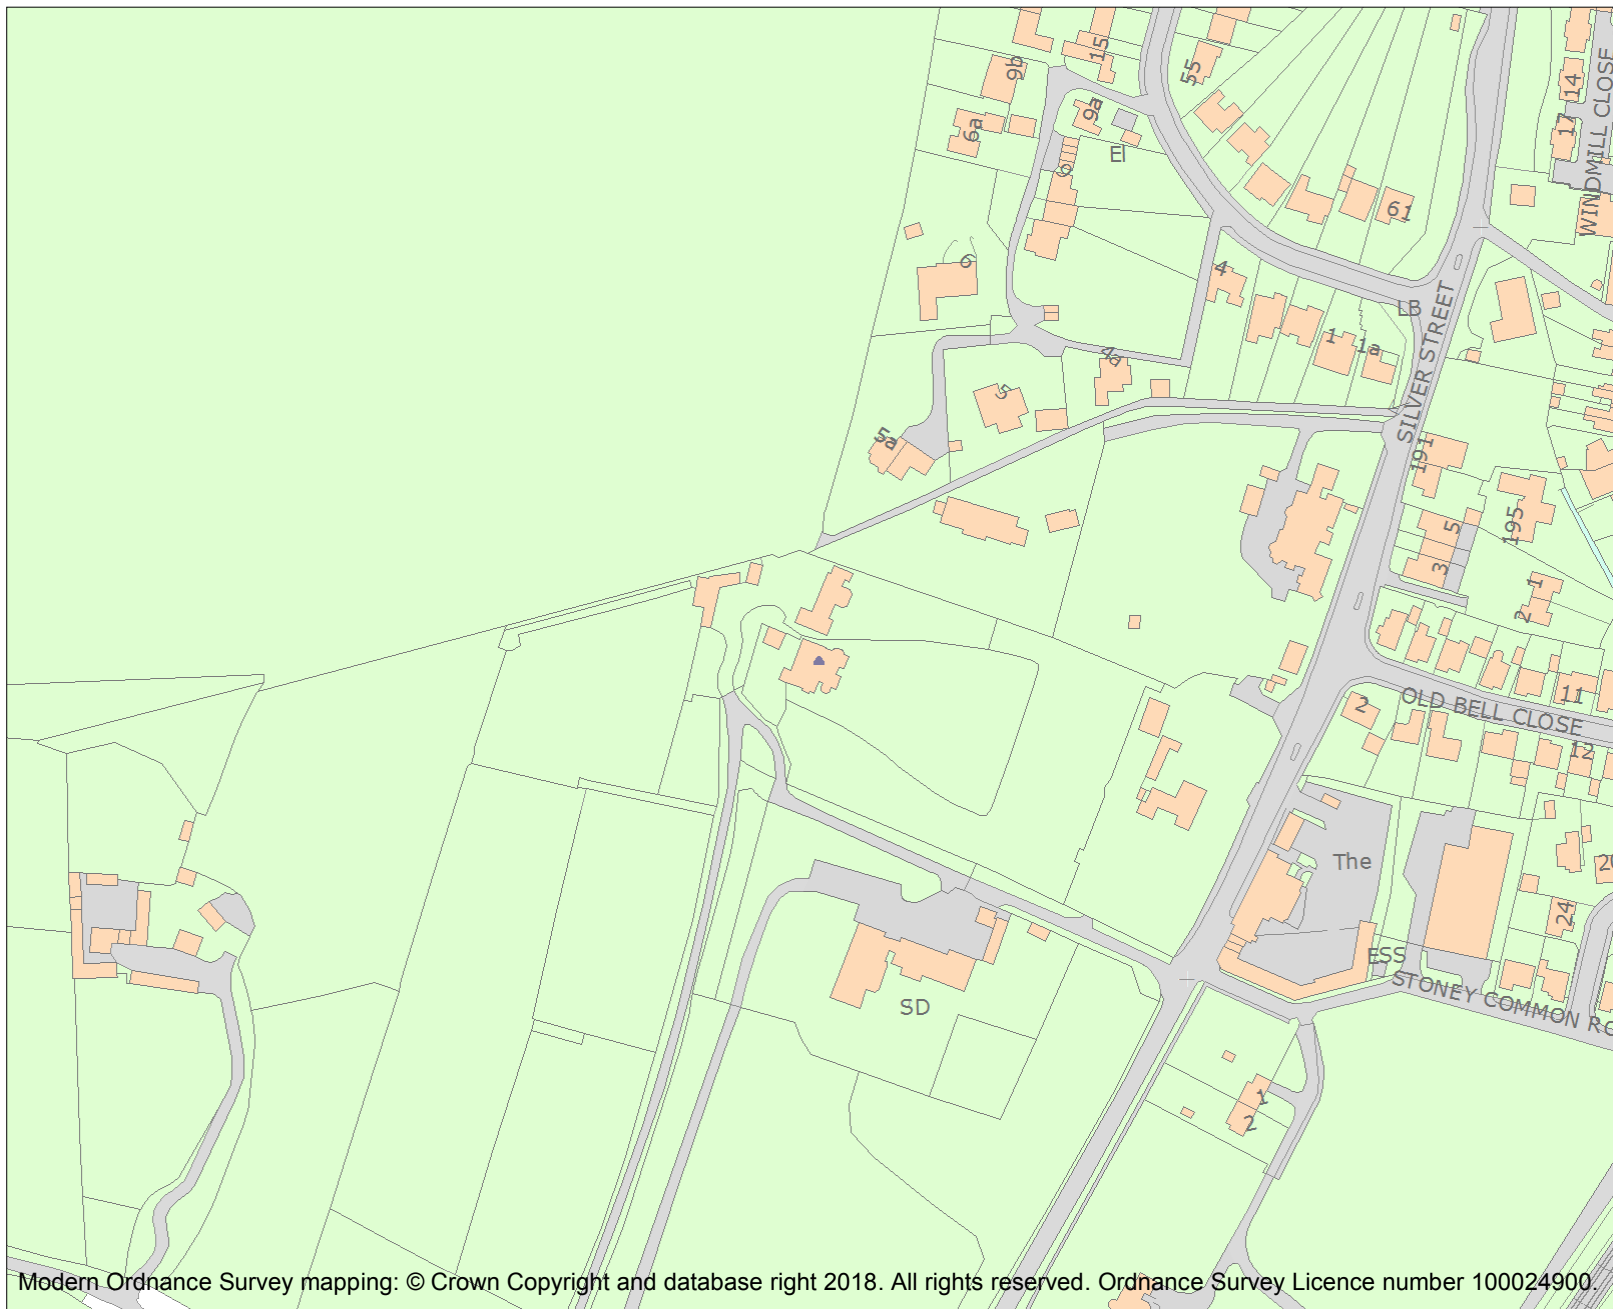 15
9b
55
14
WINDMILL CLOSE
9a
17
6a
El
9
61
6
4
LB
SILVER STREET
1
1a
4a
5
5a
191
195
5
3
1
2
11
OLD BELL CLOSE
2
12
The
24
ESS
STONEY COMMON RO
SD
1
2
Modern Ordnance Survey mapping: © Crown Copyright and database right 2018. All rights reserved. Ordnance Survey Licence number 100024900.